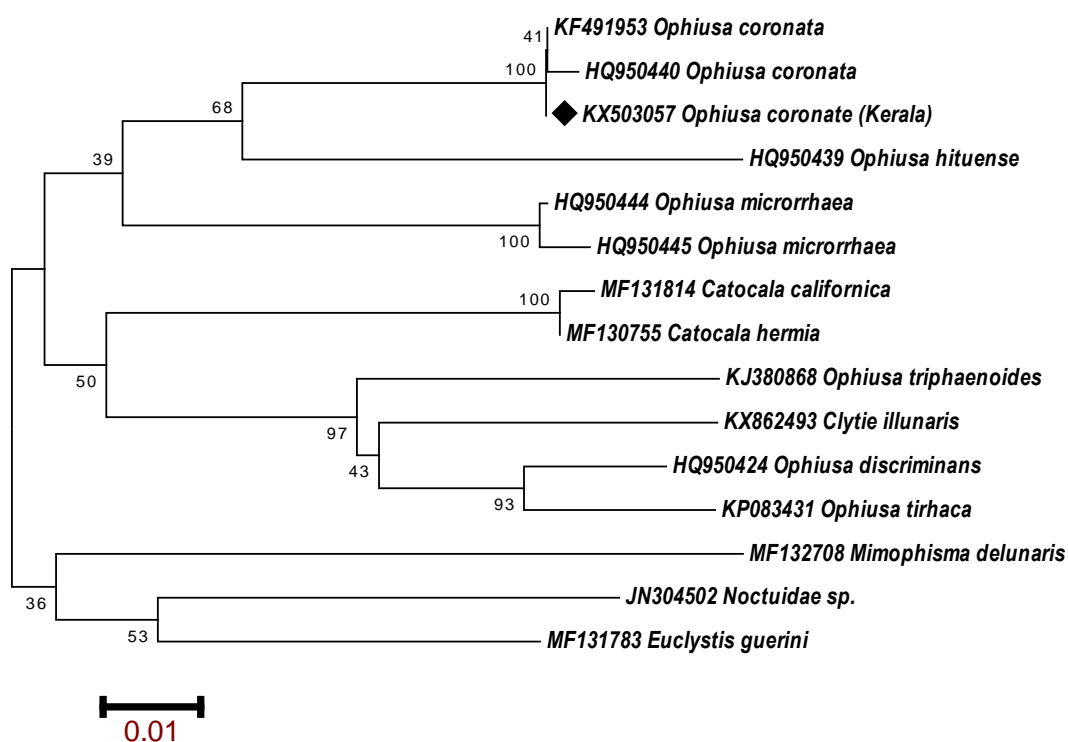 KF491953 Ophiusa coronata
41
HQ950440 Ophiusa coronata
100
KX503057 Ophiusa coronate (Kerala)
68
HQ950439 Ophiusa hituense
39
HQ950444 Ophiusa microrrhaea
100
HQ950445 Ophiusa microrrhaea
MF131814 Catocala californica
100
MF130755 Catocala hermia
50
KJ380868 Ophiusa triphaenoides
97
KX862493 Clytie illunaris
43
HQ950424 Ophiusa discriminans
93
KP083431 Ophiusa tirhaca
MF132708 Mimophisma delunaris
36
JN304502 Noctuidae sp.
53
MF131783 Euclystis guerini
0.01